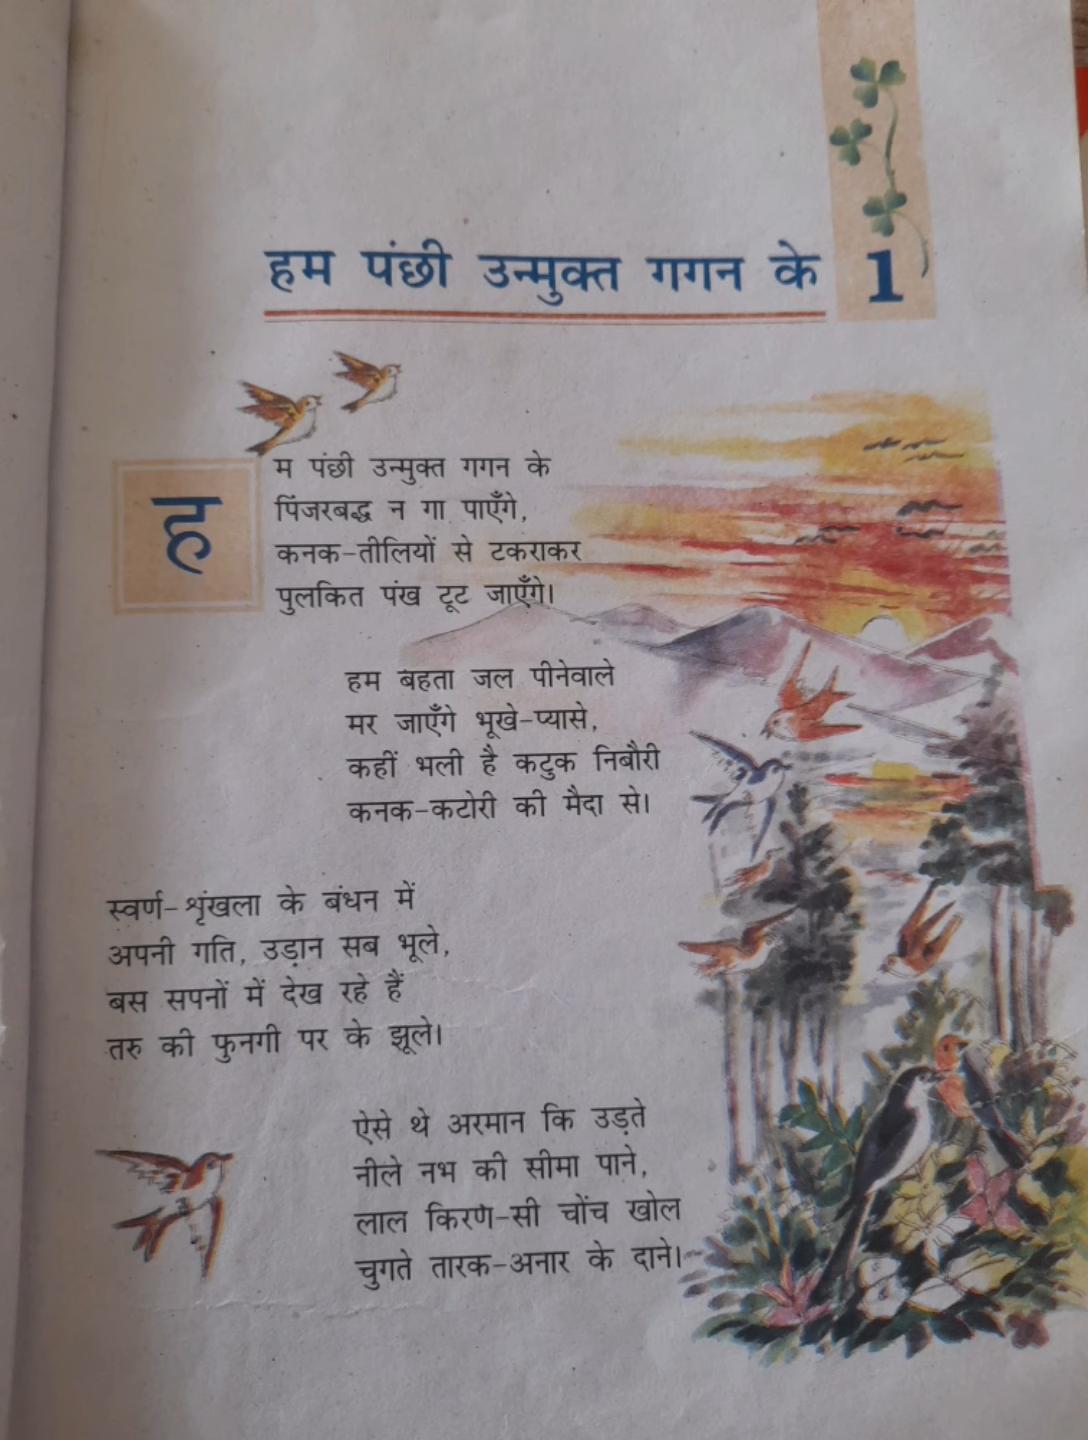 हम पंछी उन्मुक्त गगन के 1
हम पंछी उन्मुक्त गगन के
पिंजरबद्ध न गा पाएँगे,
कनक-तीलियों से टकराकर
पुलकित पंख टूट जाएँगे।
हम बहता जल पीनेवाले
मर जाएँगे भूखे-प्यासे,
कहीं भली है कटुक निबौरी
कनक-कटोरी की मैदा से।
स्वर्ण-शृंखला के बंधन में
अपनी गति, उड़ान सब भूले,
बस सपनों में देख रहे हैं
तरु की फुनगी पर के झूले।
ऐसे थे अरमान कि उड़ते
नीले नभ की सीमा पाने,
लाल किरण-सी चोंच खोल
चुगते तारक-अनार के दाने।